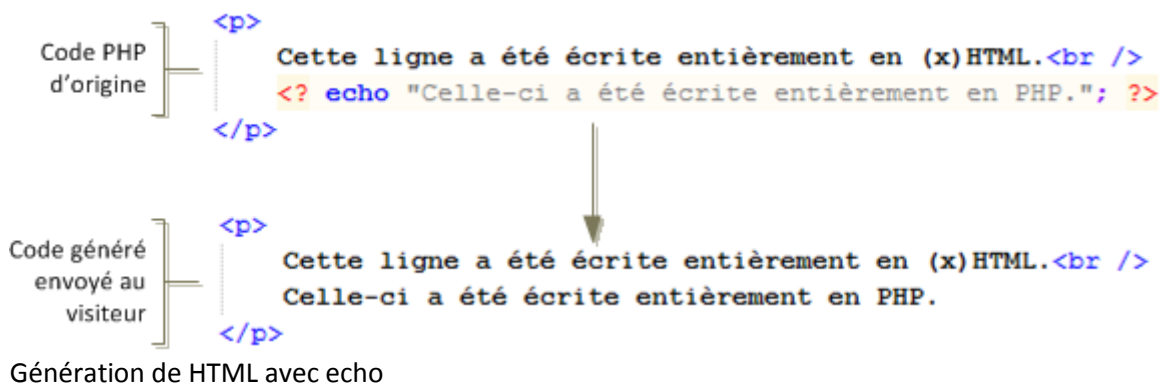 <p>
Code PHP
d'origine
Cette ligne a été écrite entièrement en (x)HTML.<br />
<? echo "Celle-ci a été écrite entièrement en PHP."; ?>
</p>
<p>
Code généré
envoyé au
visiteur
Cette ligne a été écrite entièrement en (x)HTML.<br />
Celle-ci a été écrite entièrement en PHP.
</p>
Génération de HTML avec echo